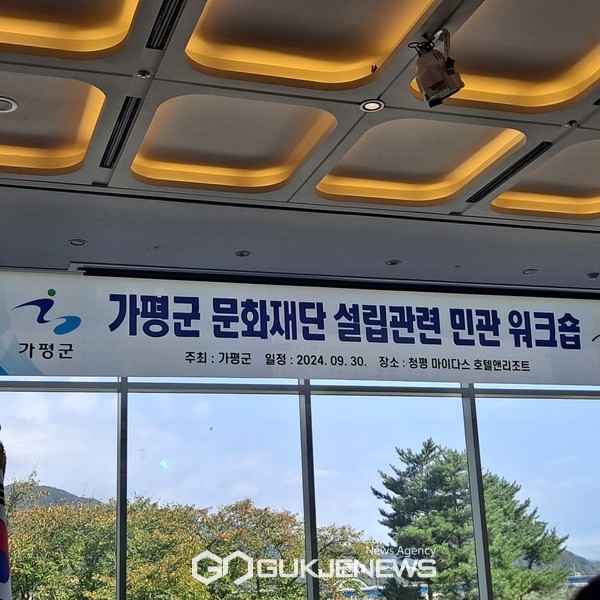 가평군 문화재단 설립관련 민관 워크숍
가평군
주최 : 가평군 일정 : 2024. 09. 30. 장소 : 청평 마이다스 호텔앤리조트
News Agency
GUKJENEWS